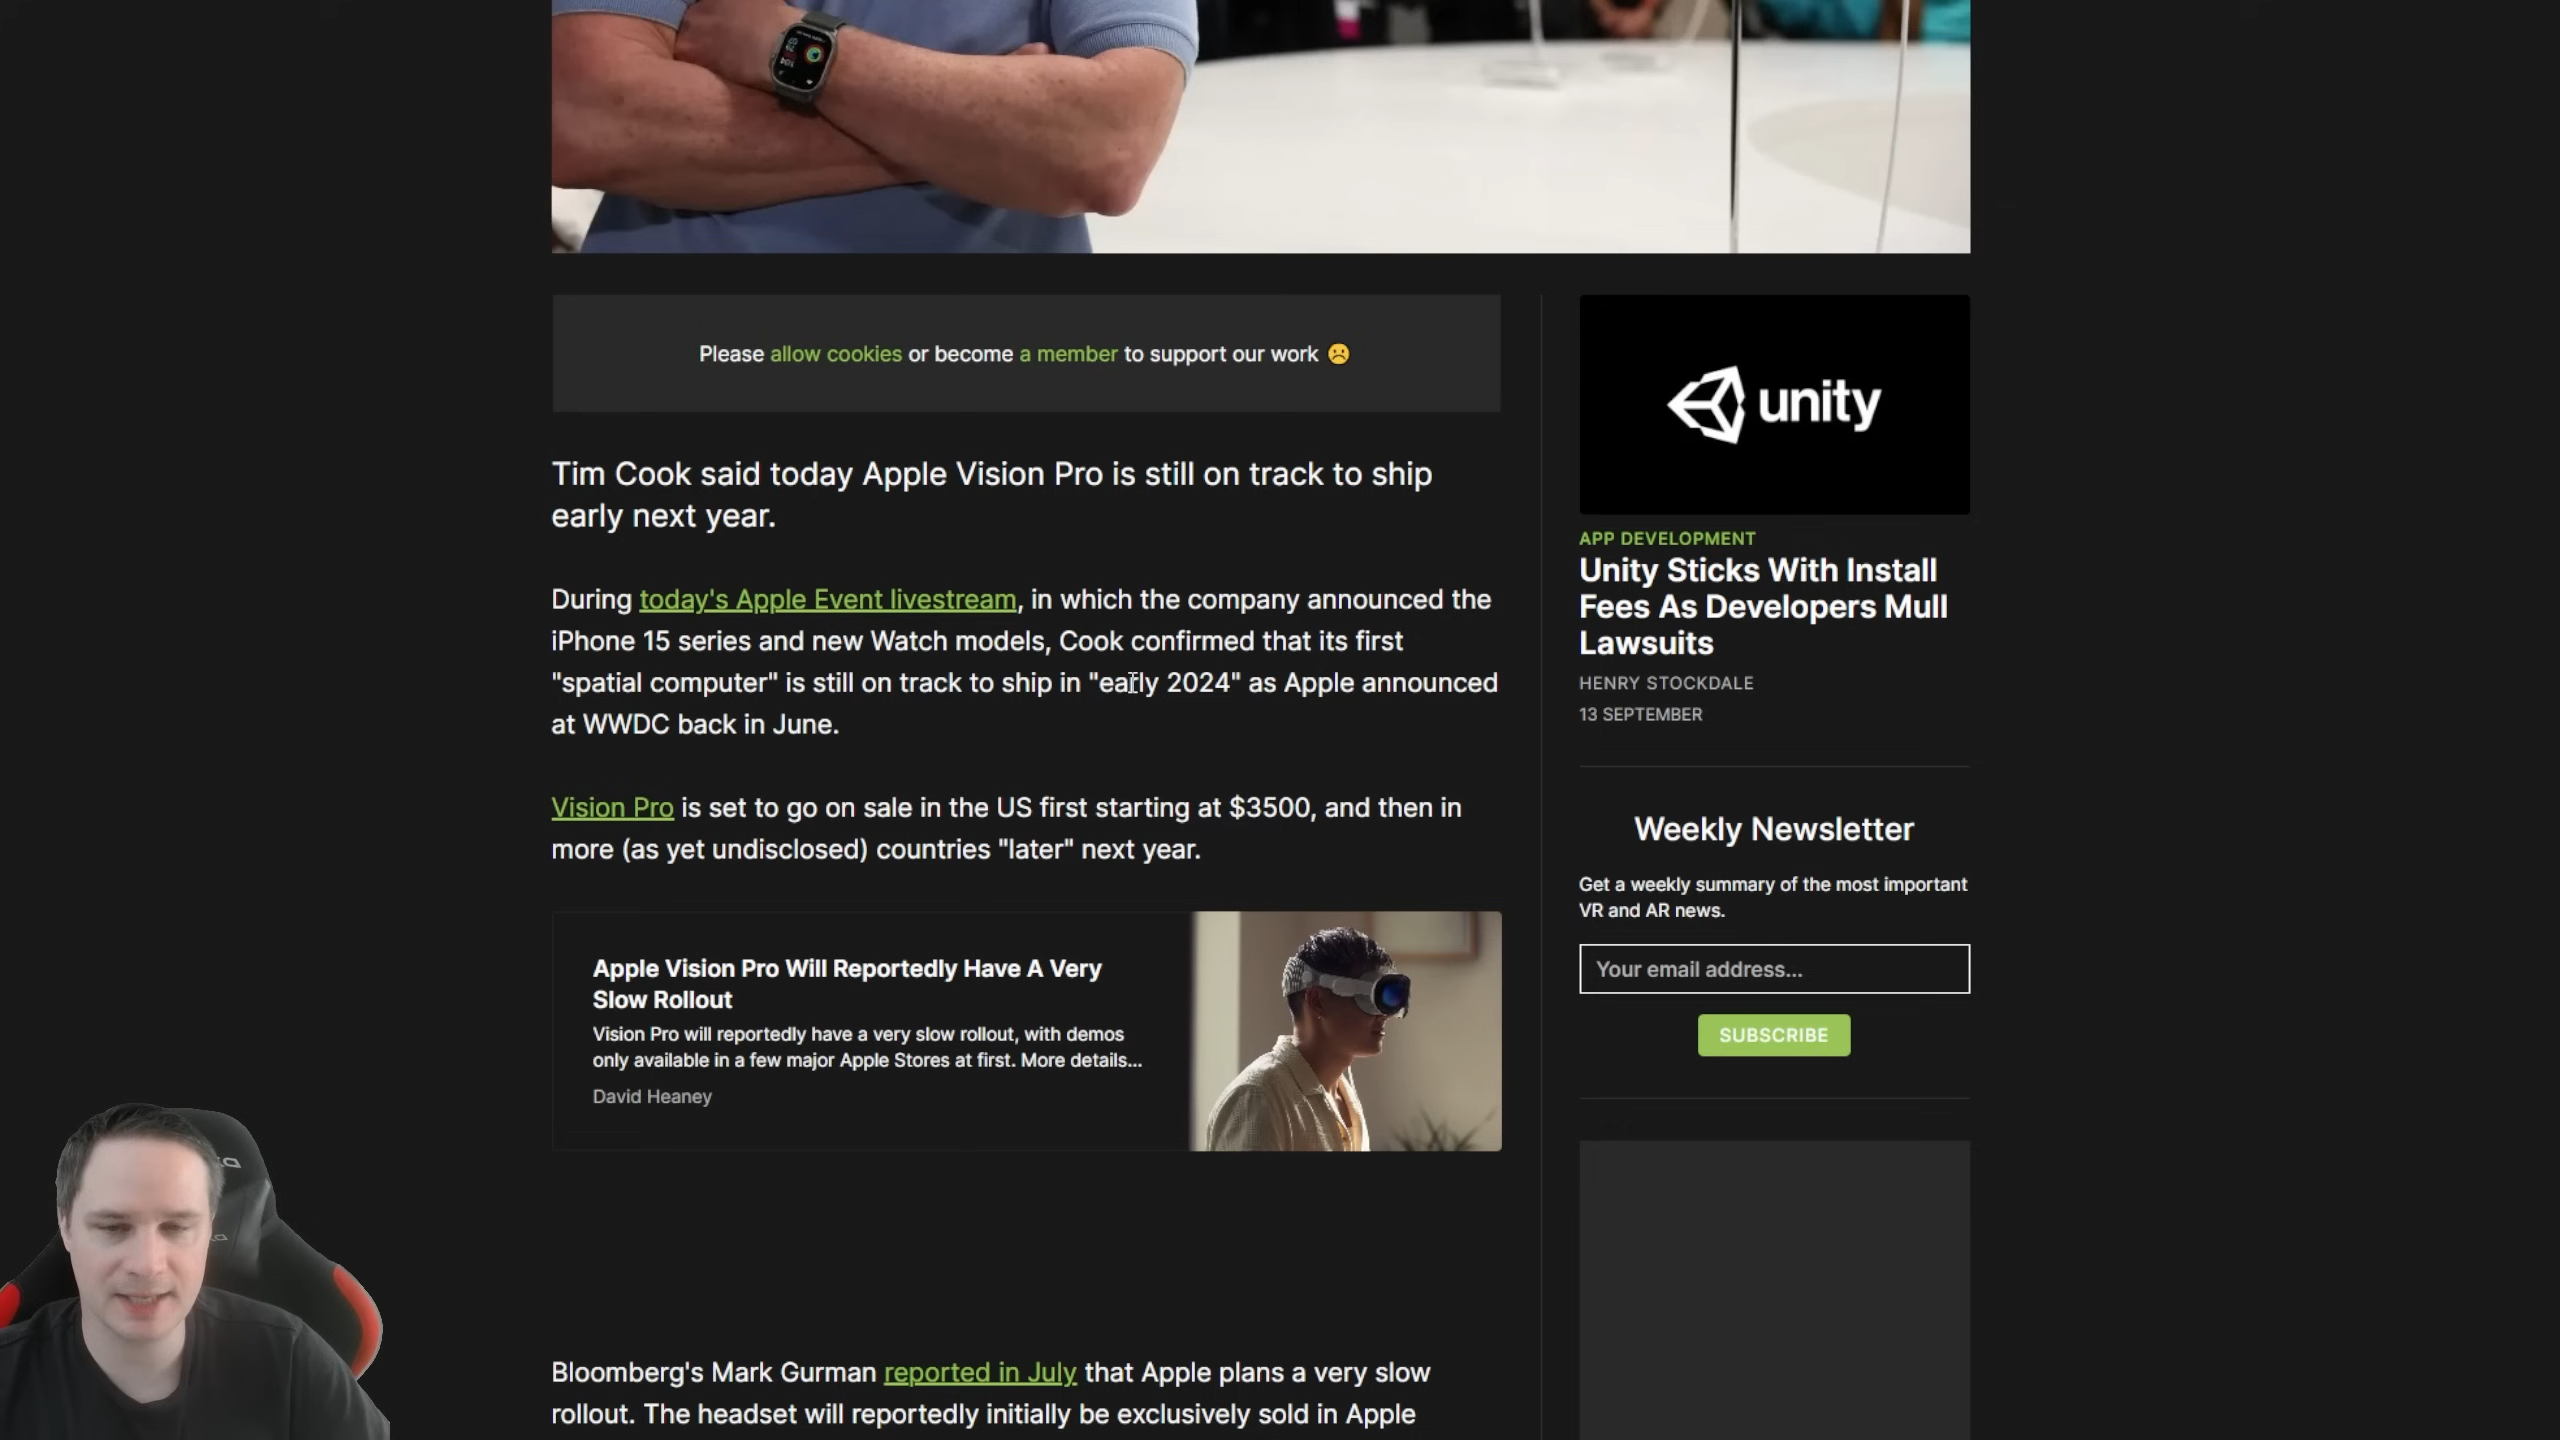 Please allow cookies or become a member to support our work
Tim Cook said today Apple Vision Pro is still on track to ship
early next year.
During today's Apple Event livestream, in which the company announced the
iPhone 15 series and new Watch models, Cook confirmed that its first
"spatial computer" is still on track to ship in "early 2024" as Apple announced
at WWDC back in June.
Vision Pro is set to go on sale in the US first starting at $3500, and then in
more (as yet undisclosed) countries "later" next year.
Apple Vision Pro Will Reportedly Have A Very
Slow Rollout
Vision Pro will reportedly have a very slow rollout, with demos
only available in a few major Apple Stores at first. More details...
David Heaney
Bloomberg's Mark Gurman reported in July that Apple plans a very slow
rollout. The headset will reportedly initially be exclusively sold in Apple
unity
APP DEVELOPMENT
Unity Sticks With Install
Fees As Developers Mull
Lawsuits
HENRY STOCKDALE
13 SEPTEMBER
Weekly Newsletter
Get a weekly summary of the most important
VR and AR news.
Your email address...
SUBSCRIBE